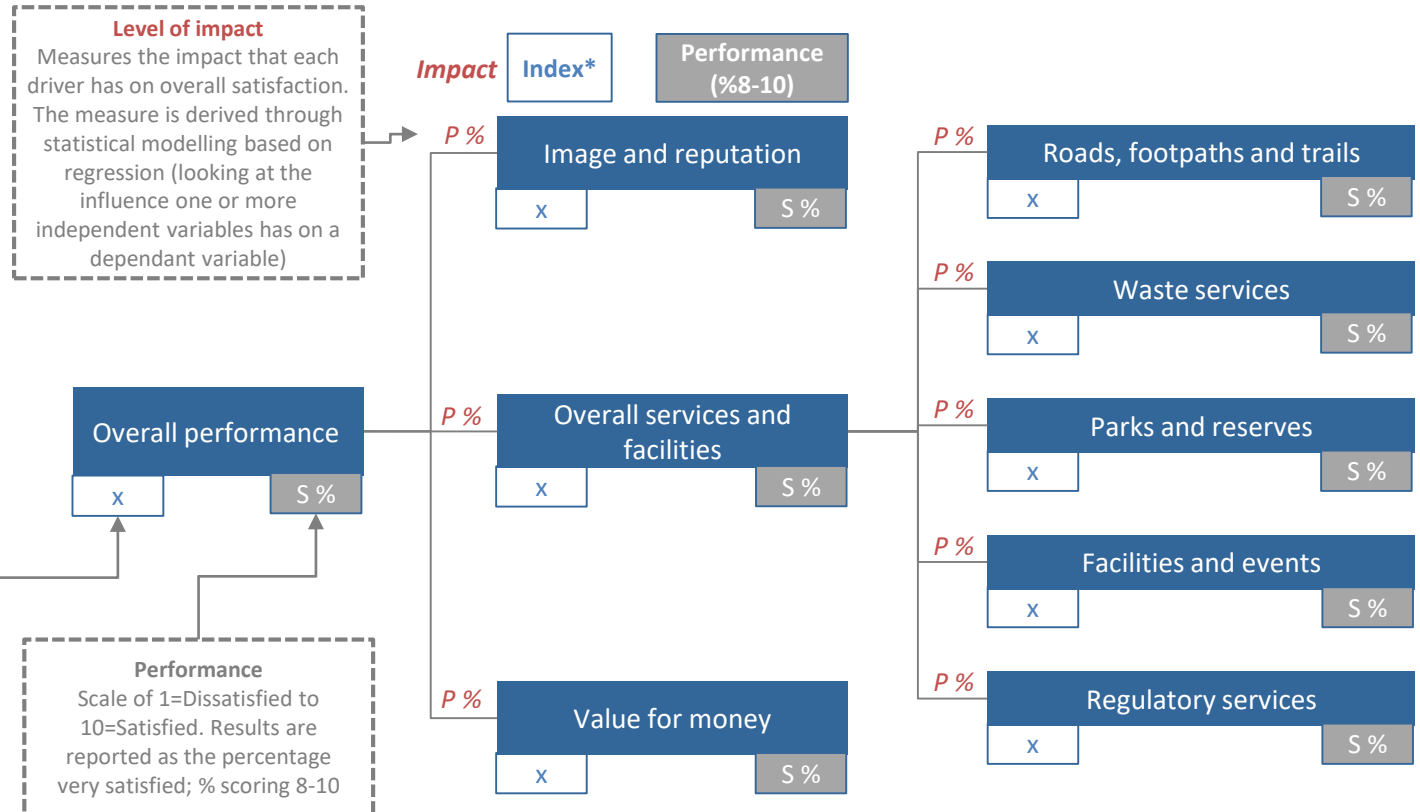 Level of impact
Measures the impact that each
driver has on overall satisfaction.
The measure is derived through
statistical modelling based on
regression (looking at the
influence one or more
independent variables has on a
dependant variable)
Impact
Index*
Performance
(%8-10)
P %
Image and reputation
x
S %
P %
Roads, footpaths and trails
x
S %
P %
Waste services
x
S %
Overall performance
x
S %
P %
Overall services and
facilities
x
S %
P %
Parks and reserves
x
S %
P %
Facilities and events
x
S %
Performance
Scale of 1=Dissatisfied to
10=Satisfied. Results are
reported as the percentage
very satisfied; % scoring 8-10
P %
Value for money
x
S %
P %
Regulatory services
x
S %